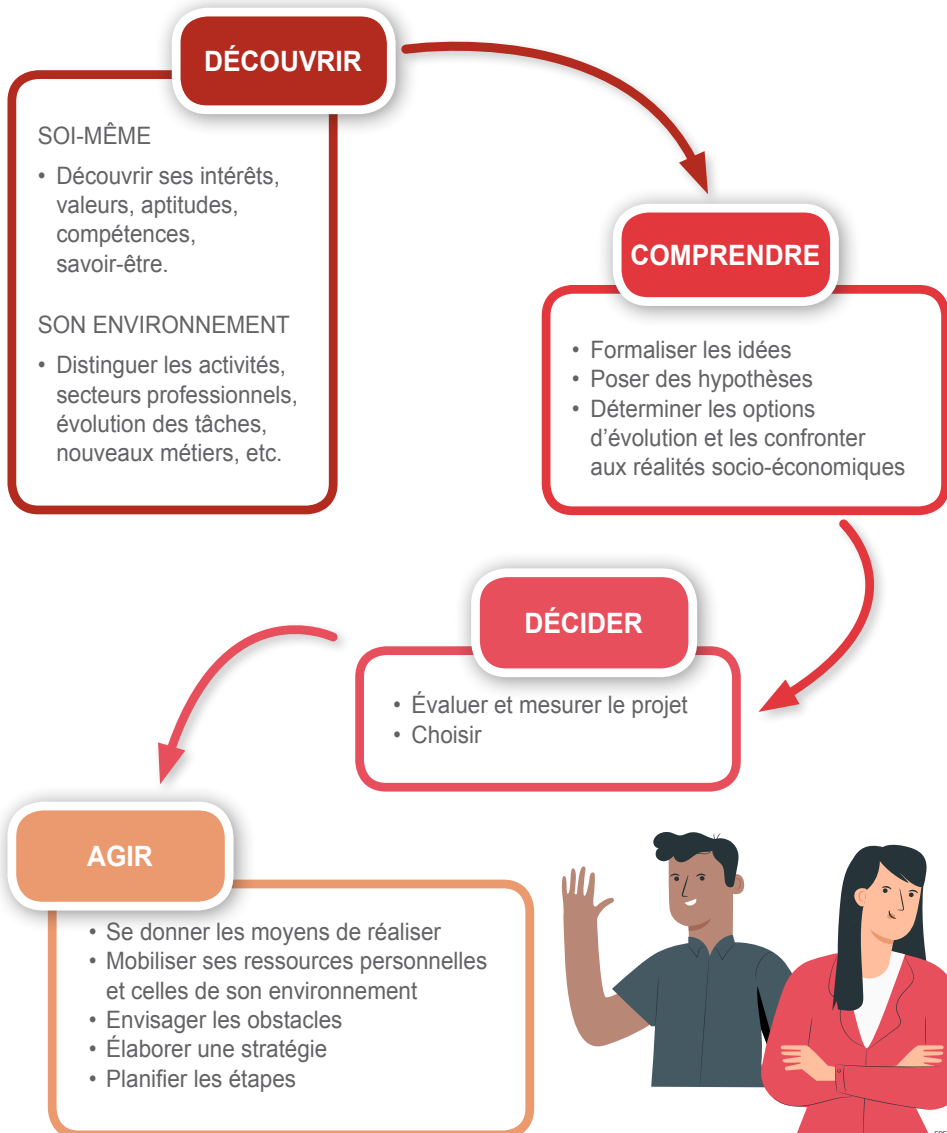 DÉCOUVRIR
SOI-MÊME
• Découvrir ses intérêts,
valeurs, aptitudes,
compétences,
savoir-être.
SON ENVIRONNEMENT
• Distinguer les activités,
secteurs professionnels,
évolution des tâches,
nouveaux métiers, etc.
COMPRENDRE
• Formaliser les idées
• Poser des hypothèses
• Déterminer les options
d’évolution et les confronter
aux réalités socio-économiques
DÉCIDER
• Évaluer et mesurer le projet
• Choisir
AGIR
• Se donner les moyens de réaliser
• Mobiliser ses ressources personnelles
et celles de son environnement
• Envisager les obstacles
• Élaborer une stratégie
• Planifier les étapes